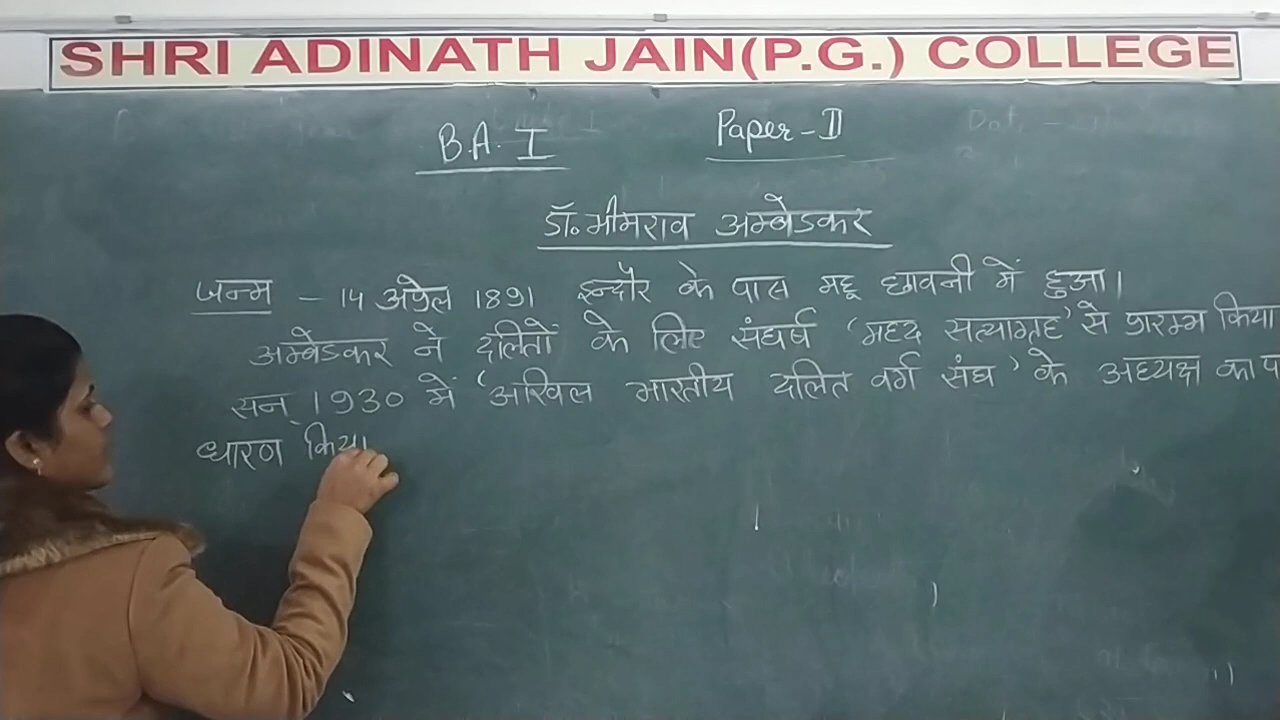 SHRI ADINATH JAIN(P.G.) COLLEGE
B.A. I Paper - II
डॉ॰ भीमराव अम्बेडकर
जन्म - 14 अप्रैल 1891 इन्दौर के पास महू छावनी में हुआ।
अम्बेडकर ने दलितों के लिए संघर्ष 'महद सत्याग्रह' से प्रारम्भ किया
सन् 1930 में 'अखिल भारतीय दलित वर्ग संघ' के अध्यक्ष का
धारण किया